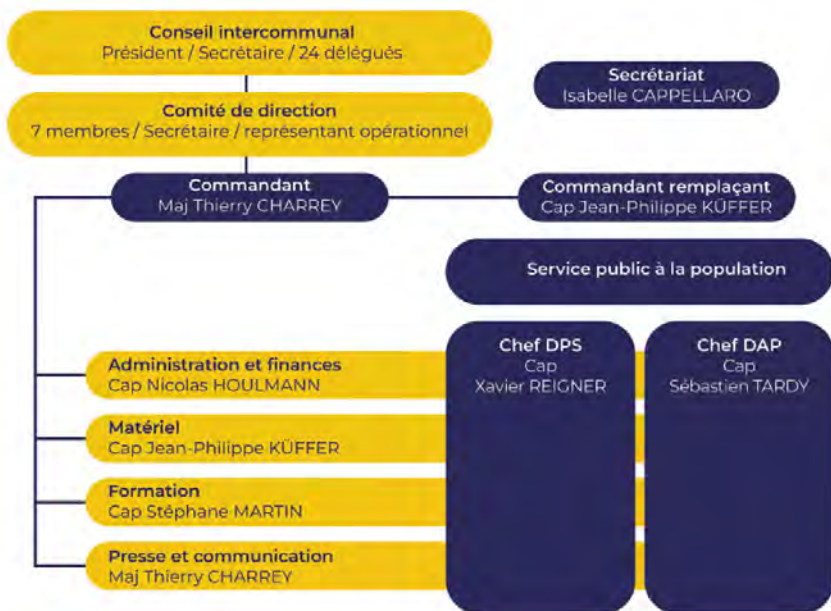 Conseil intercommunal
Président / Secrétaire / 24 délégués
Secrétariat
Isabelle CAPPELLARO
Comité de direction
7 membres / Secrétaire / représentant opérationnel
Commandant
Maj Thierry CHARREY
Commandant remplaçant
Cap Jean-Philippe KÜFFER
Service public à la population
Chef DPS
Cap
Xavier REIGNER
Chef DAP
Cap
Sébastien TARDY
Administration et finances
Cap Nicolas HOULMANN
Matériel
Cap Jean-Philippe KÜFFER
Formation
Cap Stéphane MARTIN
Presse et communication
Maj Thierry CHARREY